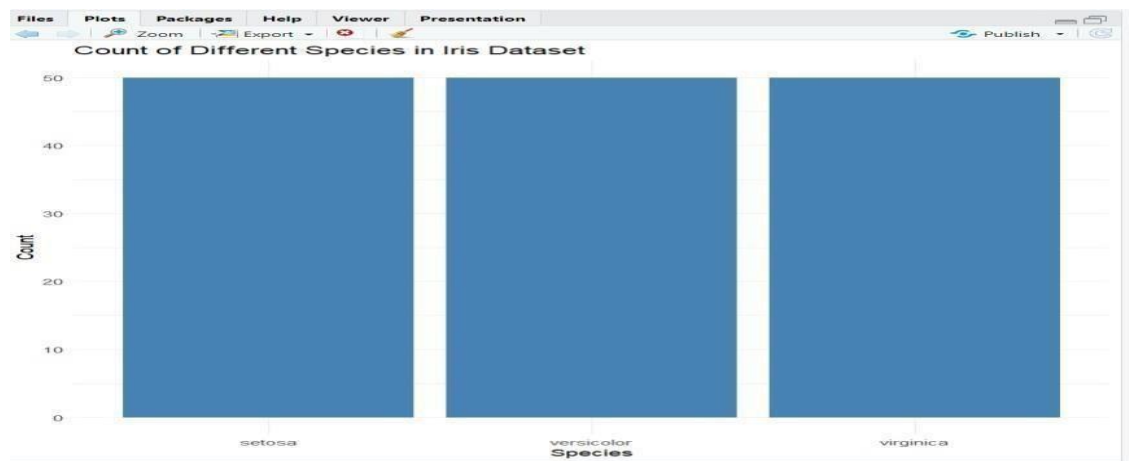 Files Plots Packages Help Viewer Presentation
Zoom Export Publish
Count of Different Species in Iris Dataset
50
40
30
20
10
0
Count
setosa versicolor virginica
Species